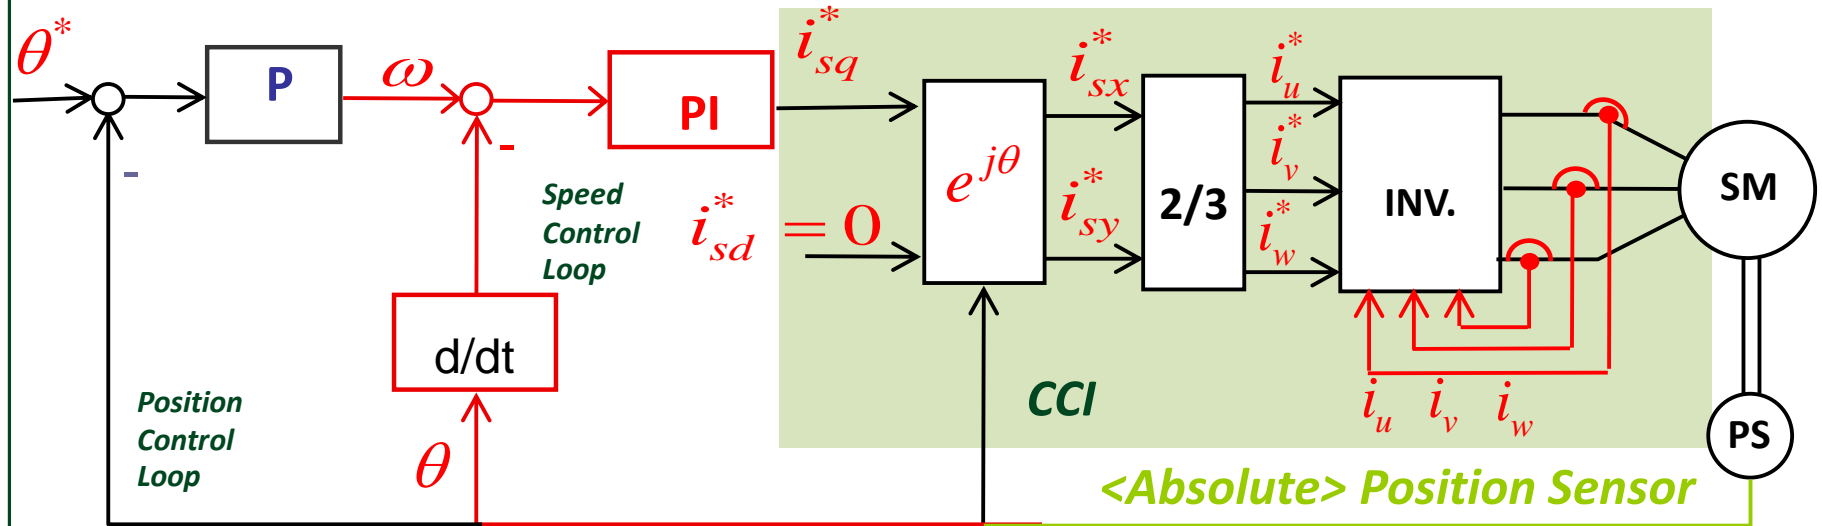 θ*
P
ω
-
-
PI
i*sq
i*sd = 0
e^jθ
i*sx
i*sy
2/3
i*u
i*v
i*w
INV.
SM
Speed
Control
Loop
d/dt
θ
Position
Control
Loop
CCI
iu iv iw
PS
<Absolute> Position Sensor